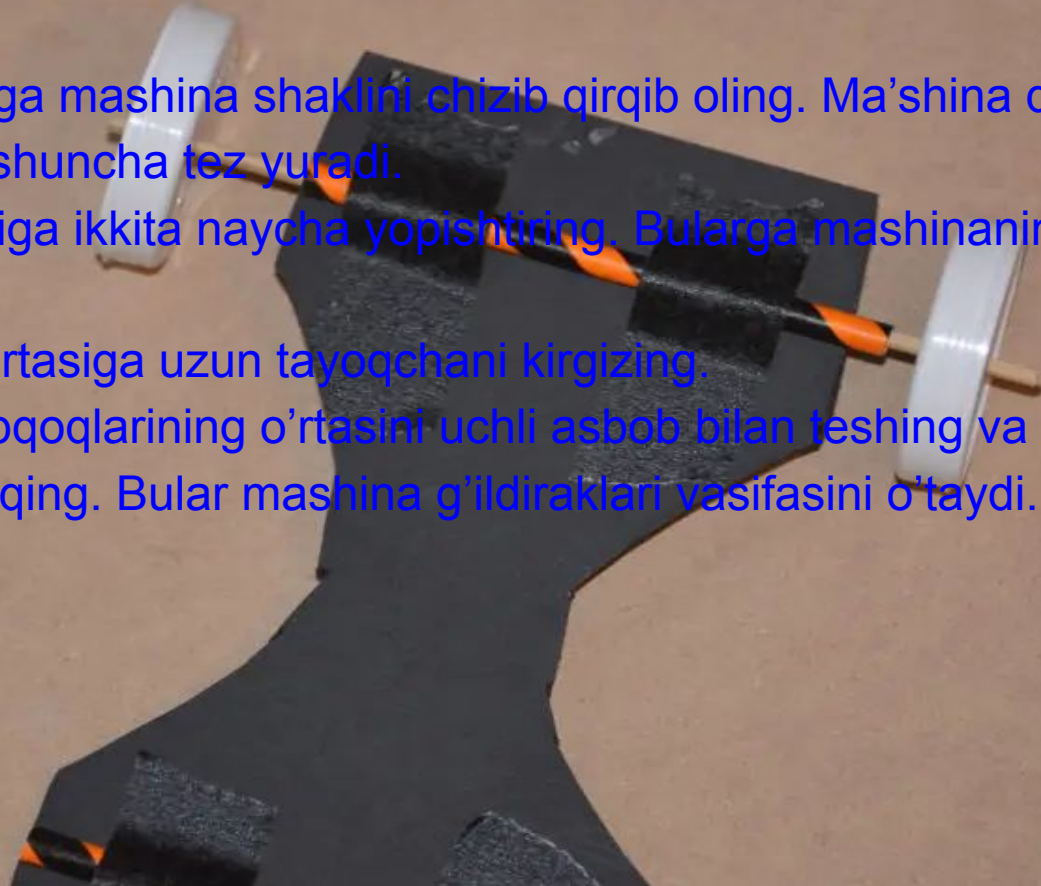 ga mashina shaklini chizib qirqib oling. Ma’shina
shuncha tez yuradi.
iga ikkita naycha yopishtiring. Bularga mashinanin
rtasiga uzun tayoqchani kirgizing.
opqoqlarining o’rtasini uchli asbob bilan teshing va
qing. Bular mashina g’ildiraklari vasifasini o’taydi.